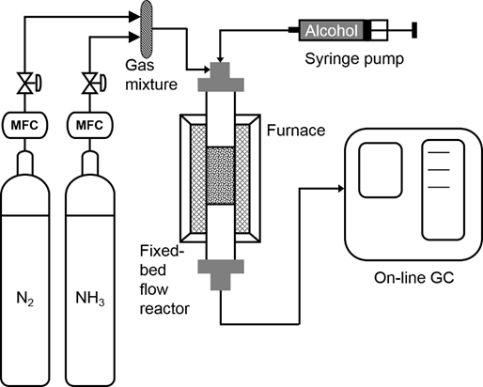 Alcohol
Syringe pump
Gas
mixture
MFC
MFC
Furnace
Fixed-
bed
flow
reactor
On-line GC
N₂
NH₃